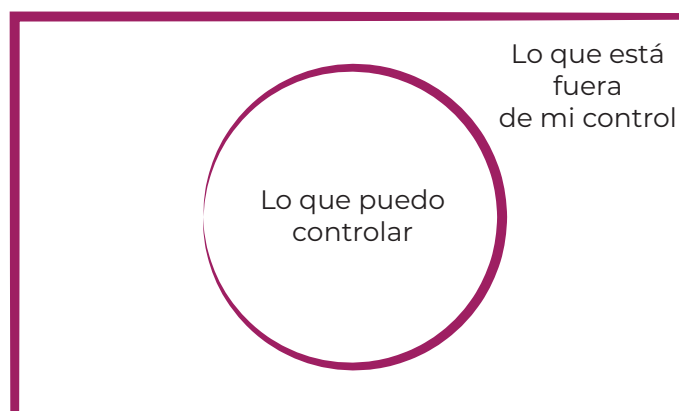 Lo que está
fuera
de mi control
Lo que puedo
controlar